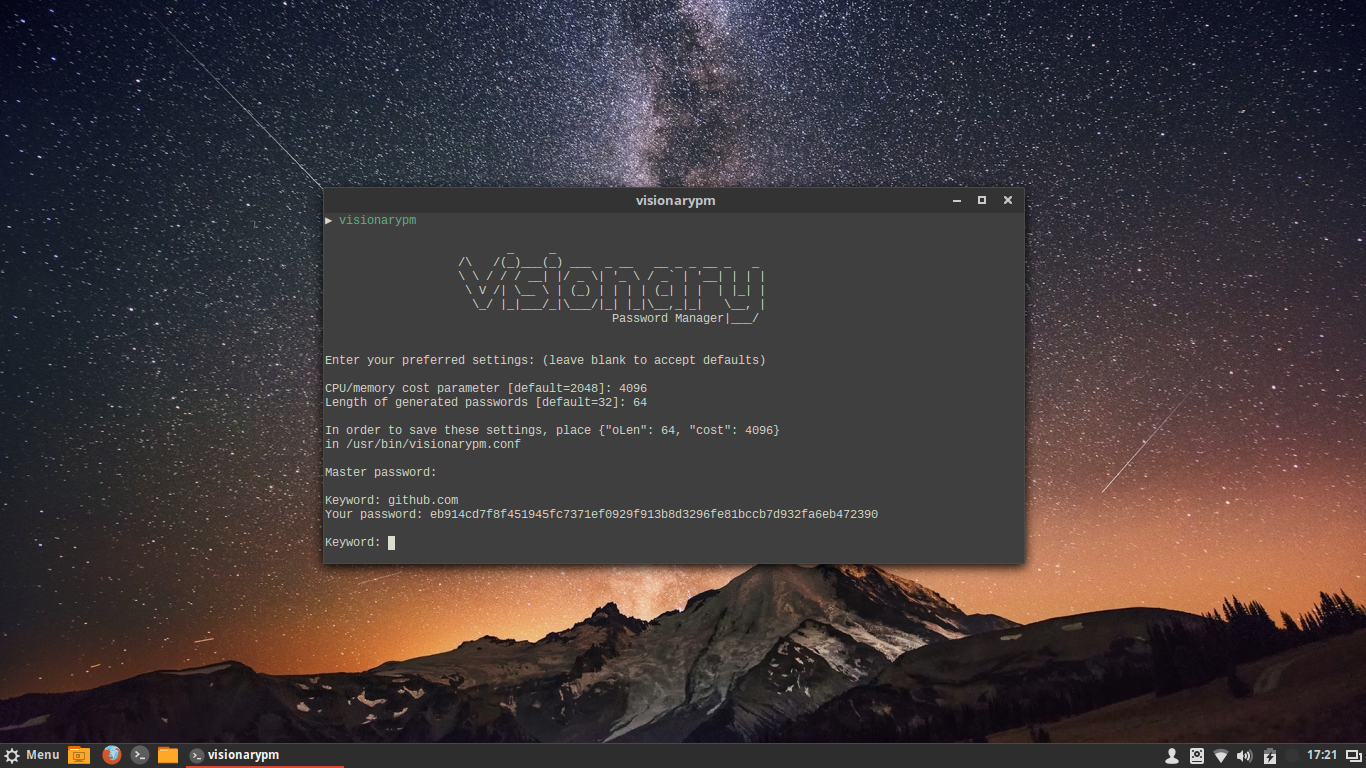 visionarypm
▶ visionarypm
visionary
Password Manager
Enter your preferred settings: (leave blank to accept defaults)
CPU/memory cost parameter [default=2048]: 4096
Length of generated passwords [default=32]: 64
In order to save these settings, place {"oLen": 64, "cost": 4096}
in /usr/bin/visionarypm.conf
Master password:
Keyword: github.com
Your password: eb914cd7f8f451945fc7371ef0929f913b8d3296fe81bccb7d932fa6eb472390
Keyword:
Menu
visionarypm
17:21